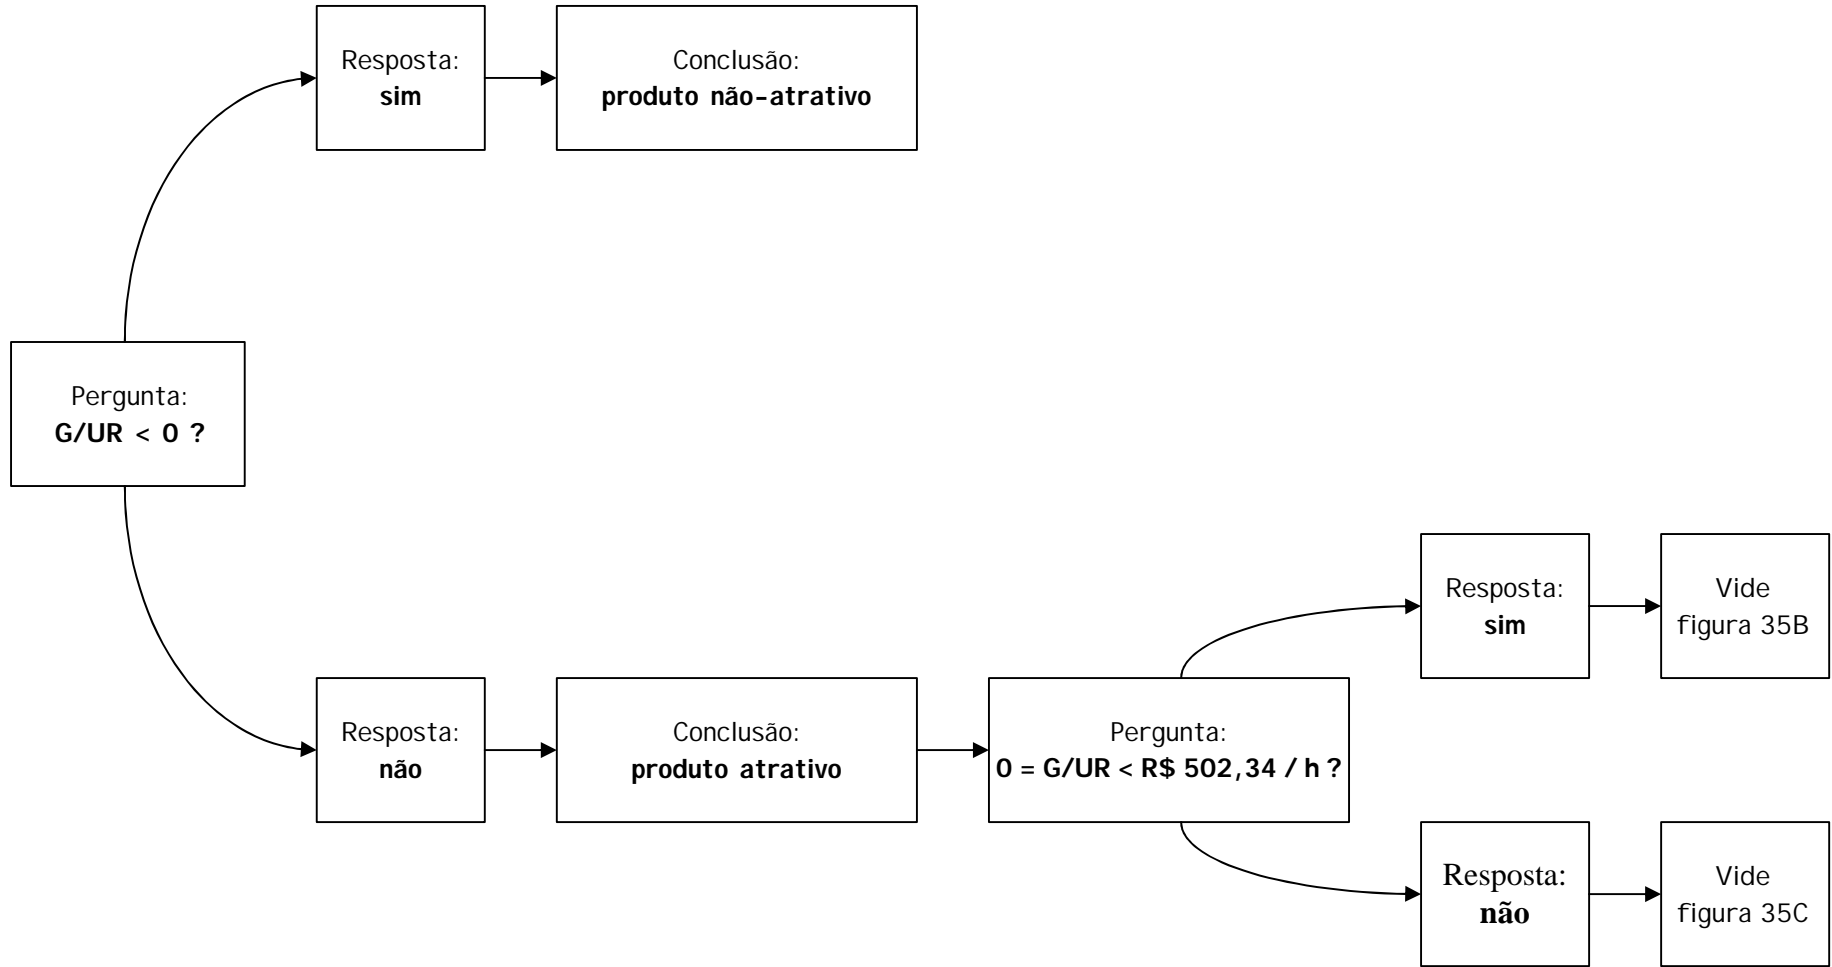 Resposta:
sim
Conclusão:
produto não-atrativo
Pergunta:
G/UR < 0 ?
Resposta:
não
Conclusão:
produto atrativo
Pergunta:
0 = G/UR < R$ 502,34 / h ?
Resposta:
sim
Vide
figura 35B
Resposta:
não
Vide
figura 35C